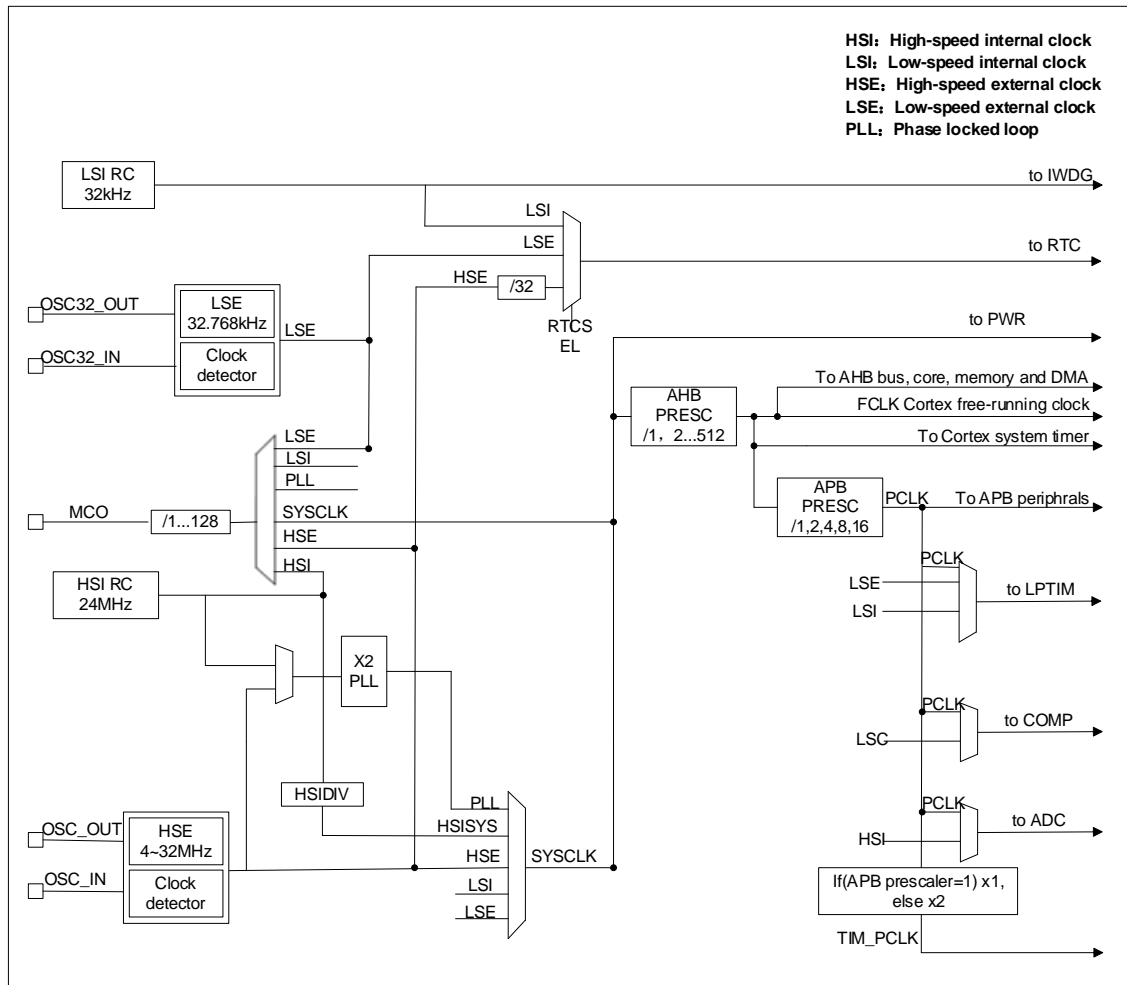 HSI：High-speed internal clock
LSI：Low-speed internal clock
HSE：High-speed external clock
LSE：Low-speed external clock
PLL：Phase locked loop
LSI RC
32kHz
to IWDG
LSI
LSE
to RTC
HSE
/32
RTCS
EL
OSC32_OUT
LSE
32.768kHz
LSE
OSC32_IN
Clock
detector
to PWR
AHB
PRESC
/1，2...512
To AHB bus, core, memory and DMA
FCLK Cortex free-running clock
To Cortex system timer
LSE
LSI
PLL
MCO
/1...128
SYSCLK
HSE
HSI
APB
PRESC
/1,2,4,8,16
PCLK
To APB periphrals
HSI RC
24MHz
PCLK
LSE
LSI
to LPTIM
X2
PLL
PCLK
LSC
to COMP
HSIDIV
PLL
HSISYS
HSE
LSI
LSE
SYSCLK
PCLK
HSI
to ADC
OSC_OUT
HSE
4~32MHz
OSC_IN
Clock
detector
If(APB prescaler=1) x1,
else x2
TIM_PCLK